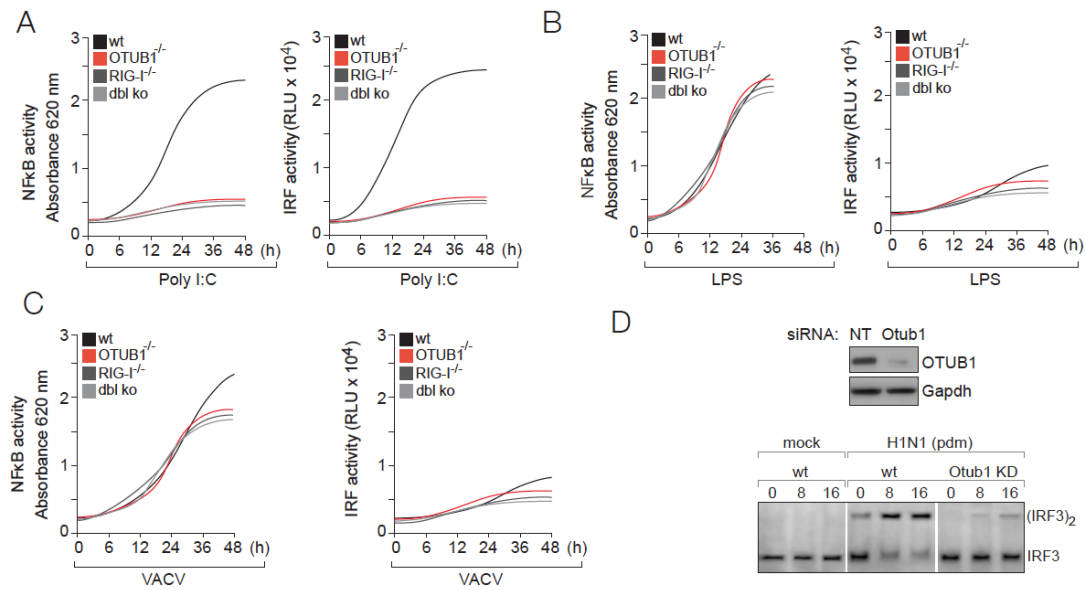 A
NFκB activity
Absorbance 620 nm
3
2
1
0
wt
OTUB1-/-
RIG-I-/-
dbl ko
0 6 12 24 36 48 (h)
Poly I:C
IRF activity (RLU x 10^4)
3
2
1
0
wt
OTUB1-/-
RIG-I-/-
dbl ko
0 6 12 24 36 48 (h)
Poly I:C
B
NFκB activity
Absorbance 620 nm
3
2
1
0
wt
OTUB1-/-
RIG-I-/-
dbl ko
0 6 12 24 36 48 (h)
LPS
IRF activity (RLU x 10^4)
3
2
1
0
wt
OTUB1-/-
RIG-I-/-
dbl ko
0 6 12 24 36 48 (h)
LPS
C
NFκB activity
Absorbance 620 nm
3
2
1
0
wt
OTUB1-/-
RIG-I-/-
dbl ko
0 6 12 24 36 48 (h)
VACV
IRF activity (RLU x 10^4)
3
2
1
0
wt
OTUB1-/-
RIG-I-/-
dbl ko
0 6 12 24 36 48 (h)
VACV
D
siRNA: NT Otub1
OTUB1
Gapdh
mock H1N1 (pdm)
wt wt Otub1 KD
0 8 16 0 8 16 0 8 16
(IRF3)2
IRF3